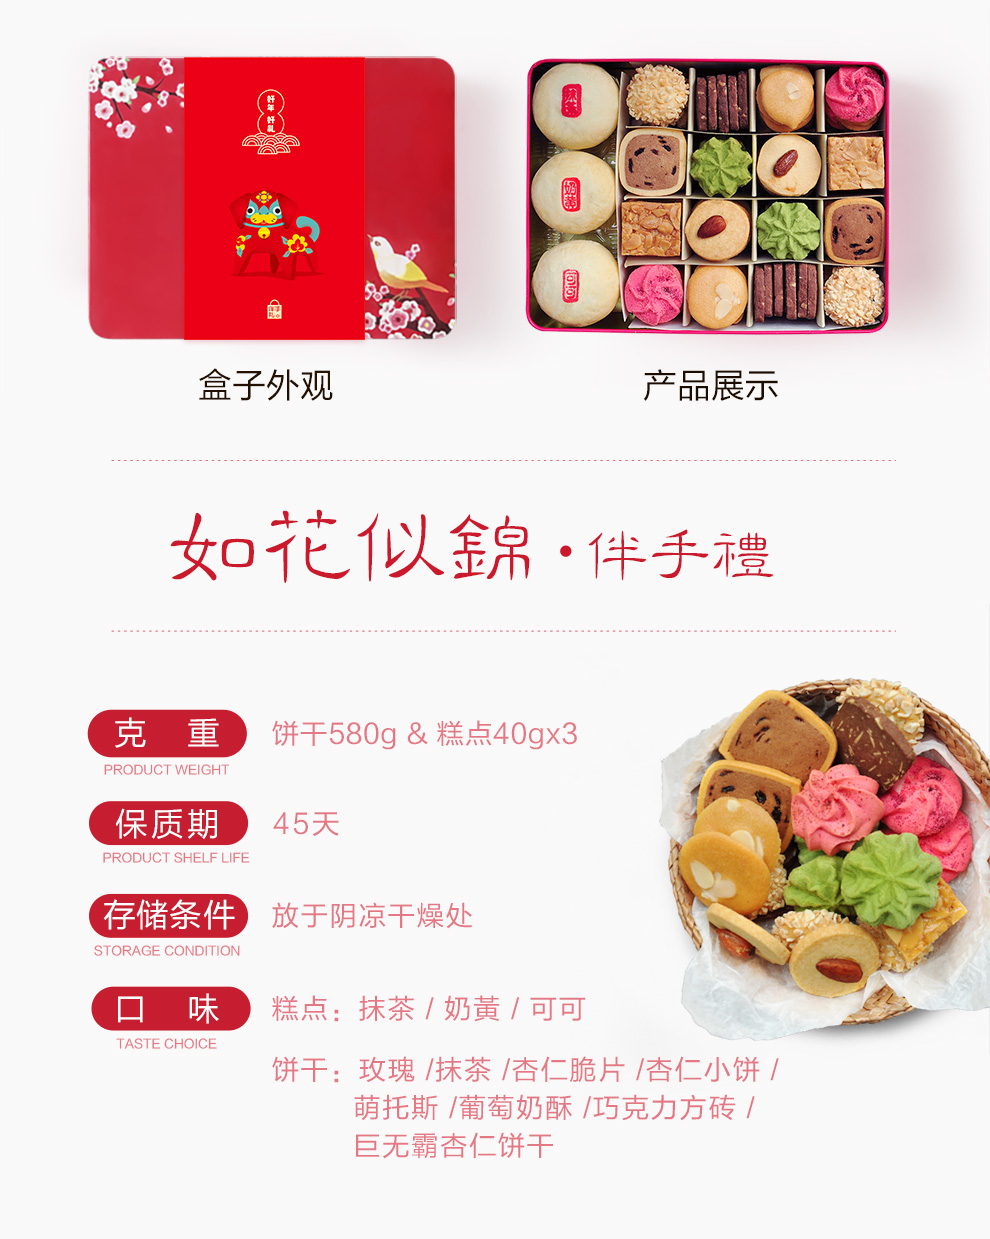 好年
好礼
盒子外观
产品展示
如花似錦·伴手禮
克 重
饼干580g & 糕点40gx3
PRODUCT WEIGHT
保质期
45天
PRODUCT SHELF LIFE
存储条件
放于阴凉干燥处
STORAGE CONDITION
口 味
糕点：抹茶 / 奶黃 / 可可
TASTE CHOICE
饼干：玫瑰 /抹茶 /杏仁脆片 /杏仁小饼 /
萌托斯 /葡萄奶酥 /巧克力方砖 /
巨无霸杏仁饼干